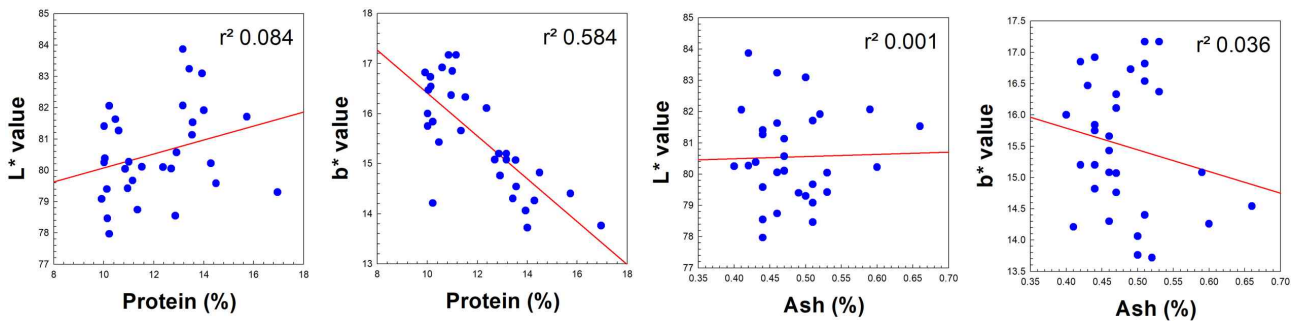 r² 0.084
L* value
85
84
83
82
81
80
79
78
77
8 10 12 14 16 18
Protein (%)
r² 0.584
b* value
18
17
16
15
14
13
8 10 12 14 16 18
Protein (%)
r² 0.001
L* value
85
84
83
82
81
80
79
78
77
0.35 0.40 0.45 0.50 0.55 0.60 0.65 0.70
Ash (%)
r² 0.036
b* value
17.5
17.0
16.5
16.0
15.5
15.0
14.5
14.0
13.5
0.35 0.40 0.45 0.50 0.55 0.60 0.65 0.70
Ash (%)